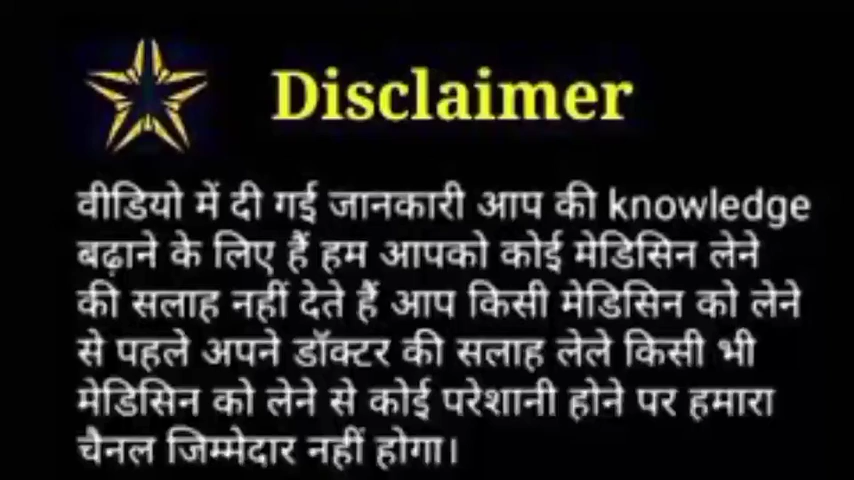 Disclaimer
वीडियो में दी गई जानकारी आप की knowledge
बढ़ाने के लिए हैं हम आपको कोई मेडिसिन लेने
की सलाह नहीं देते हैं आप किसी मेडिसिन को लेने
से पहले अपने डॉक्टर की सलाह लेले किसी भी
मेडिसिन को लेने से कोई परेशानी होने पर हमारा
चैनल जिम्मेदार नहीं होगा।